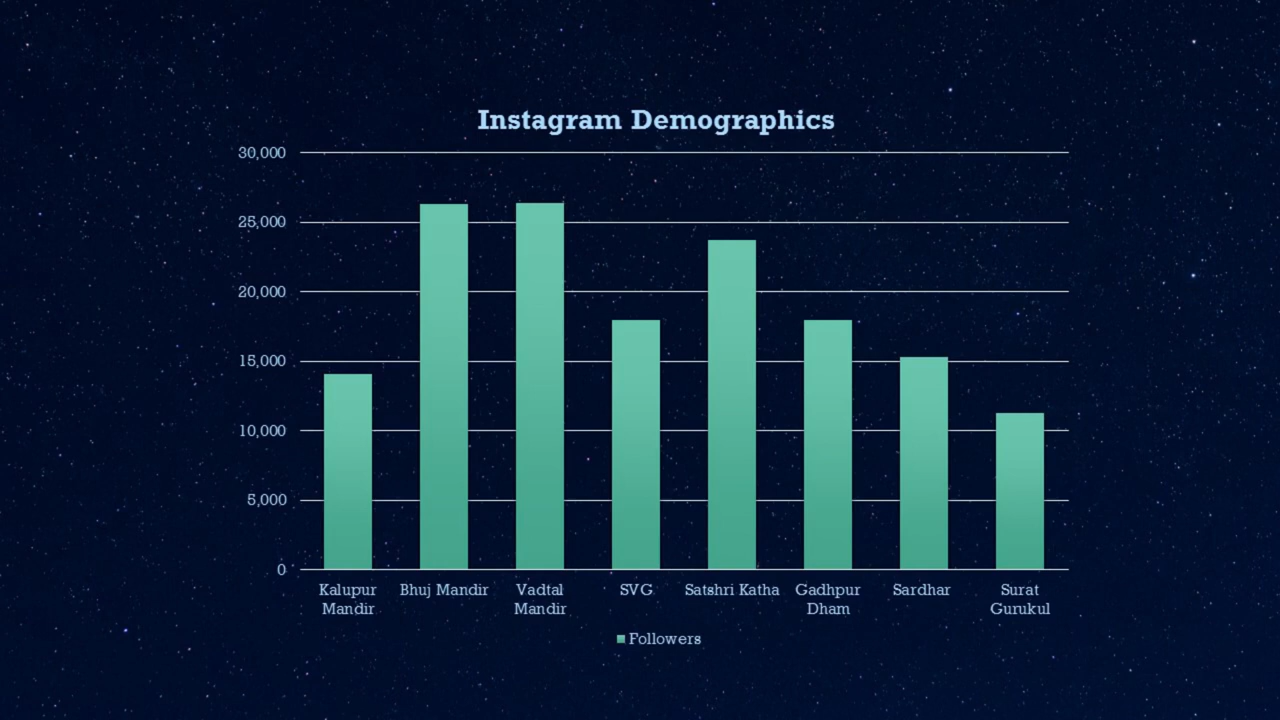 Instagram Demographics
30,000
25,000
20,000
15,000
10,000
5,000
0
Kalupur Mandir
Bhuj Mandir
Vadtal Mandir
SVG
Satshri Katha
Gadhpur Dham
Sardhar
Surat Gurukul
Followers